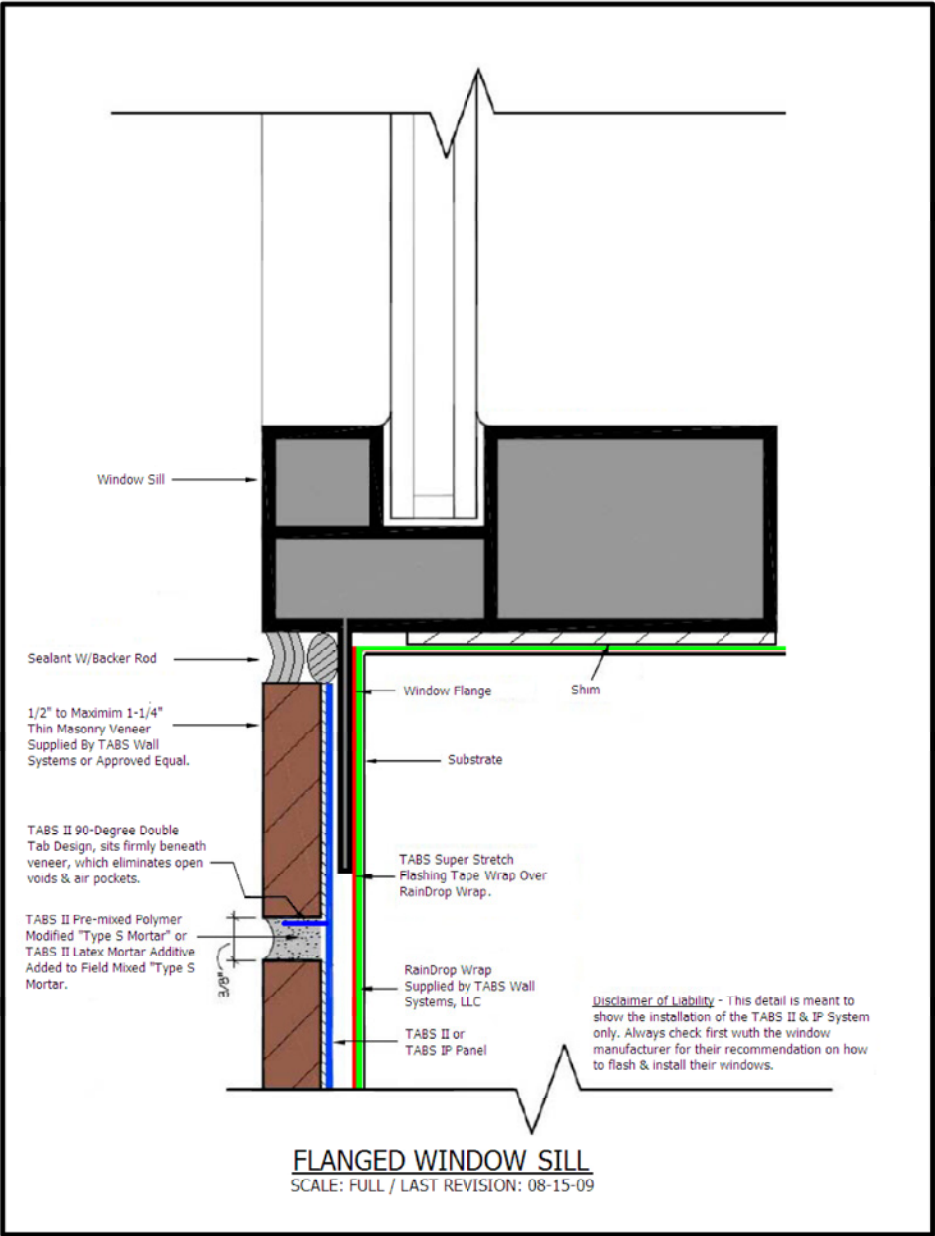 Window Sill
Sealant W/Backer Rod
Window Flange
Shim
1/2" to Maximim 1-1/4"
Thin Masonry Veneer
Supplied By TABS Wall
Systems or Approved Equal.
Substrate
TABS II 90-Degree Double
Tab Design, sits firmly beneath
veneer, which eliminates open
voids & air pockets.
TABS Super Stretch
Flashing Tape Wrap Over
RainDrop Wrap.
TABS II Pre-mixed Polymer
Modified "Type S Mortar" or
TABS II Latex Mortar Additive
Added to Field Mixed "Type S
Mortar.
3/8"
RainDrop Wrap
Supplied by TABS Wall
Systems, LLC
TABS II or
TABS IP Panel
Disclaimer of Liability - This detail is meant to
show the installation of the TABS II & IP System
only. Always check first wuth the window
manufacturer for their recommendation on how
to flash & install their windows.
FLANGED WINDOW SILL
SCALE: FULL / LAST REVISION: 08-15-09